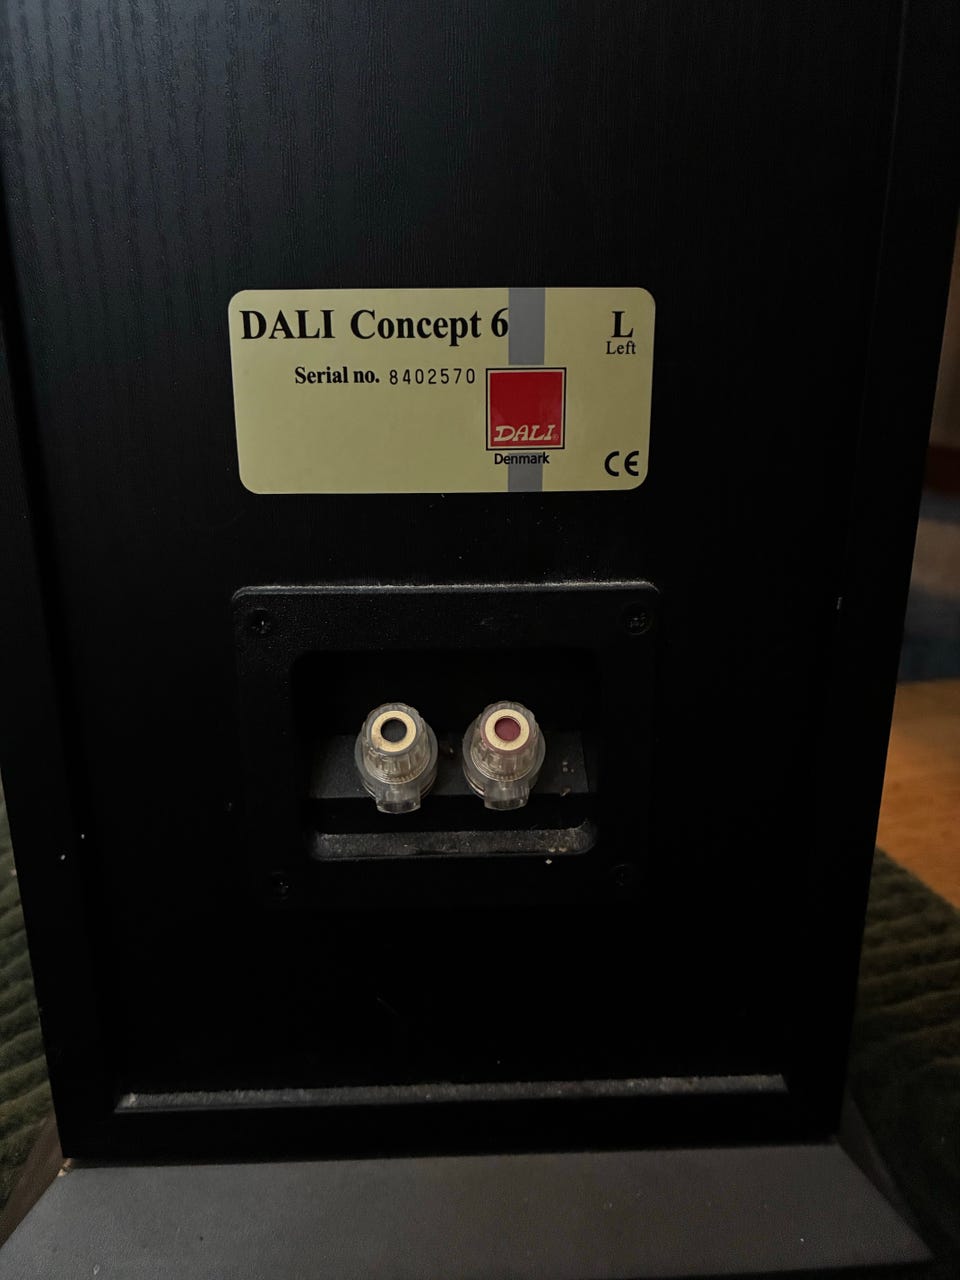 DALI Concept 6
L
Left
Serial no. 8402570
DALI®
Denmark
CE